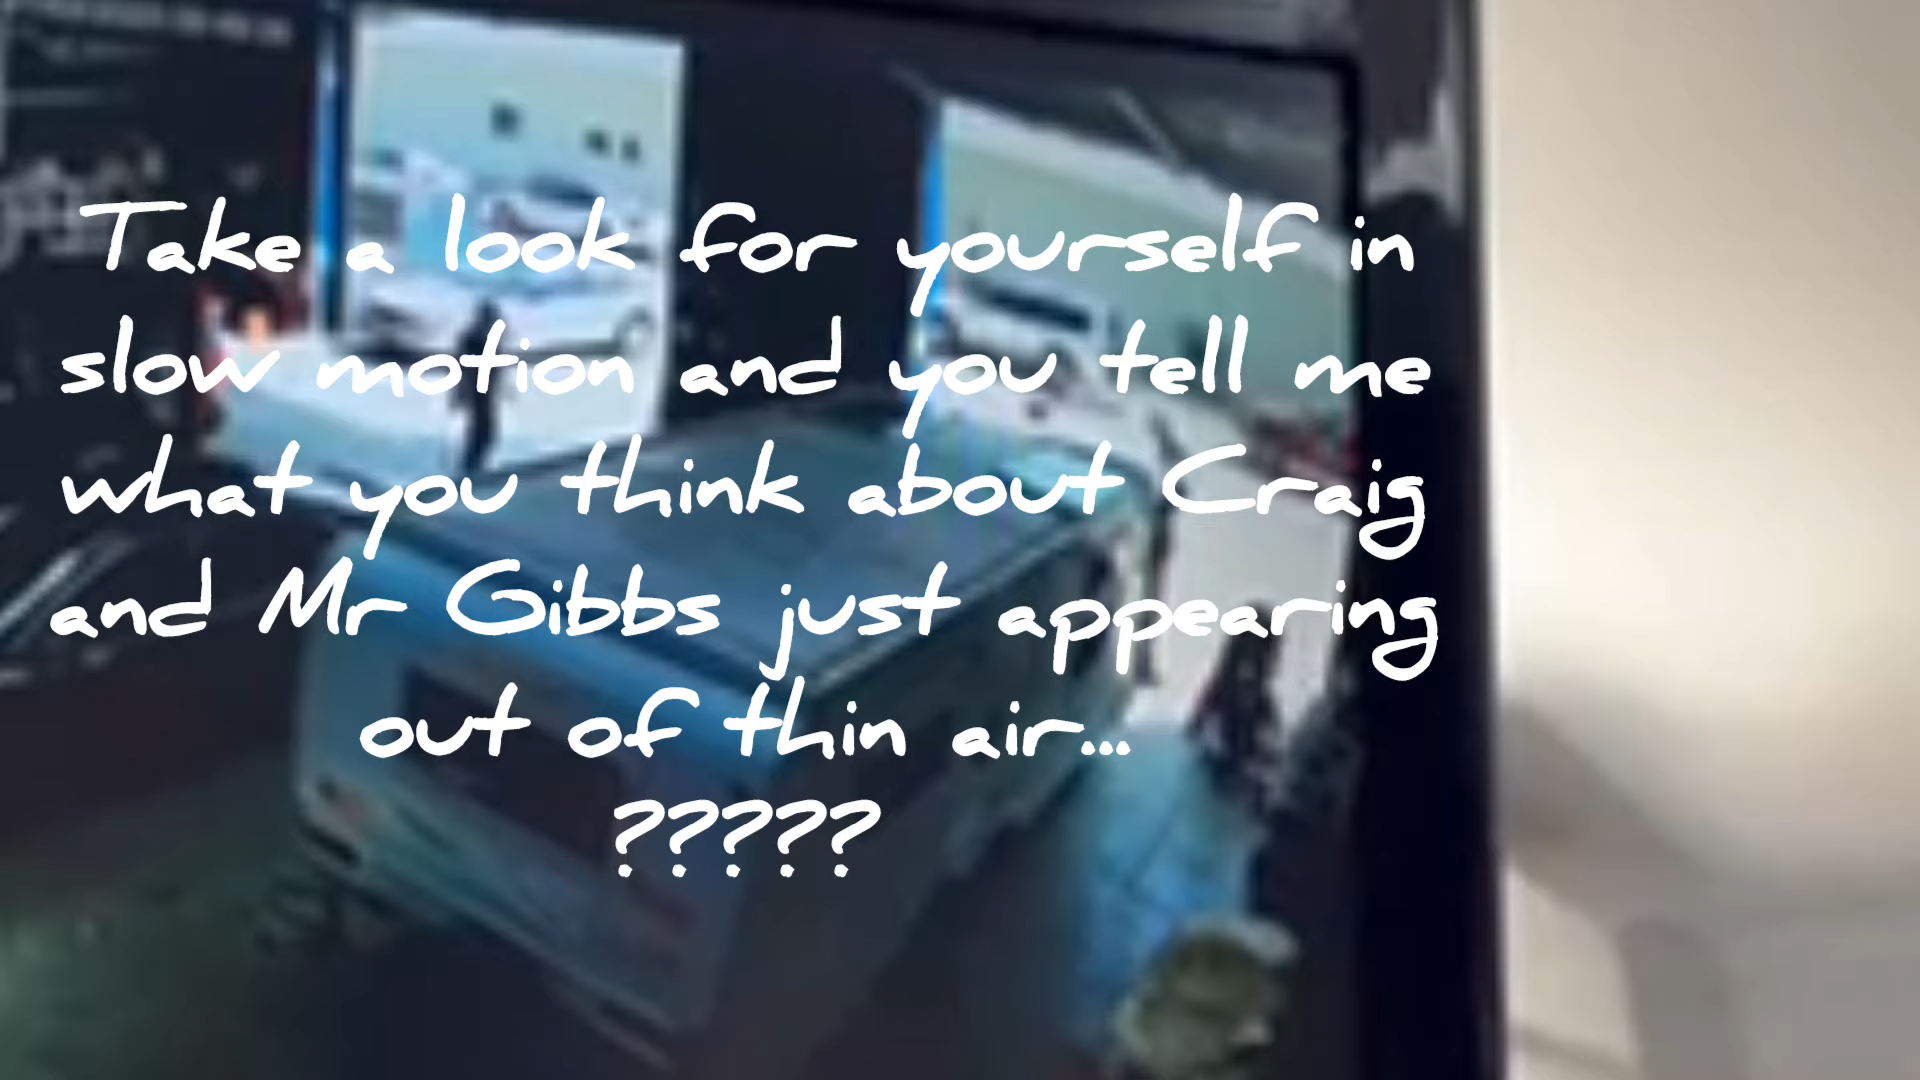 Take a look for yourself in
slow motion and you tell me
what you think about Craig
and Mr Gibbs just appearing
out of thin air...
?????